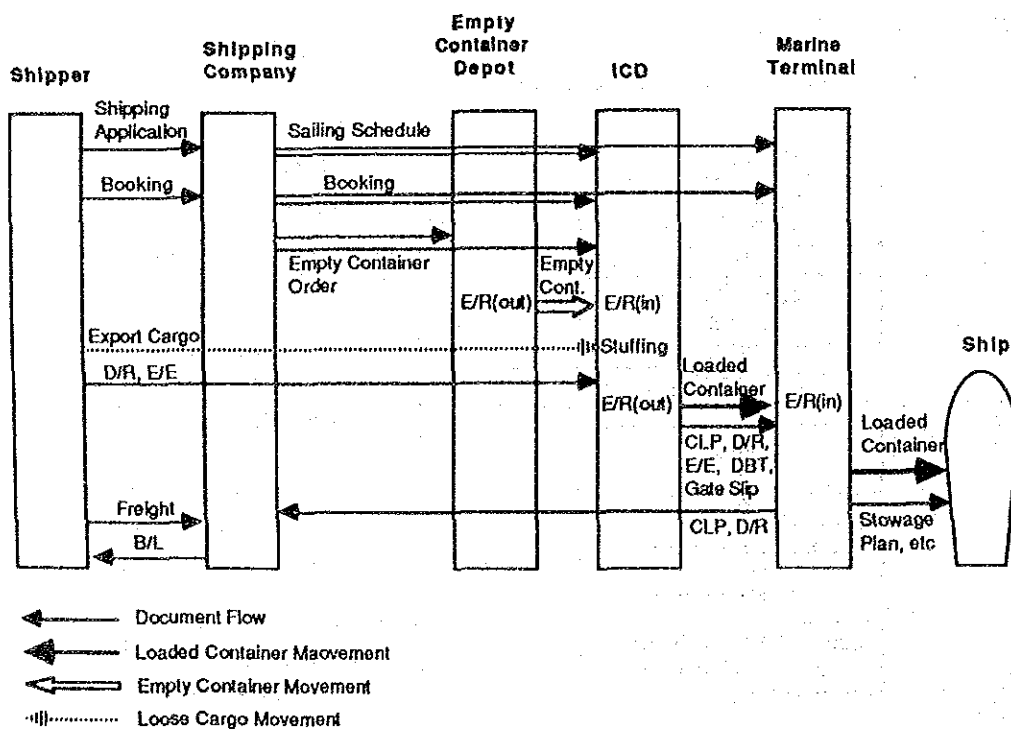 Shipper
Shipping
Company
Empty
Container
Depot
ICD
Marine
Terminal
Shipping
Application
Sailing Schedule
Booking
Booking
Empty Container
Order
Empty
Cont.
E/R(out)
E/R(in)
Export Cargo
Stuffing
Ship
D/R, E/E
Loaded
Container
E/R(out)
E/R(in)
Loaded
Container
CLP, D/R,
E/E, DBT,
Gate Slip
Freight
CLP, D/R
Stowage
Plan, etc
B/L
Document Flow
Loaded Container Maovement
Empty Container Movement
Loose Cargo Movement